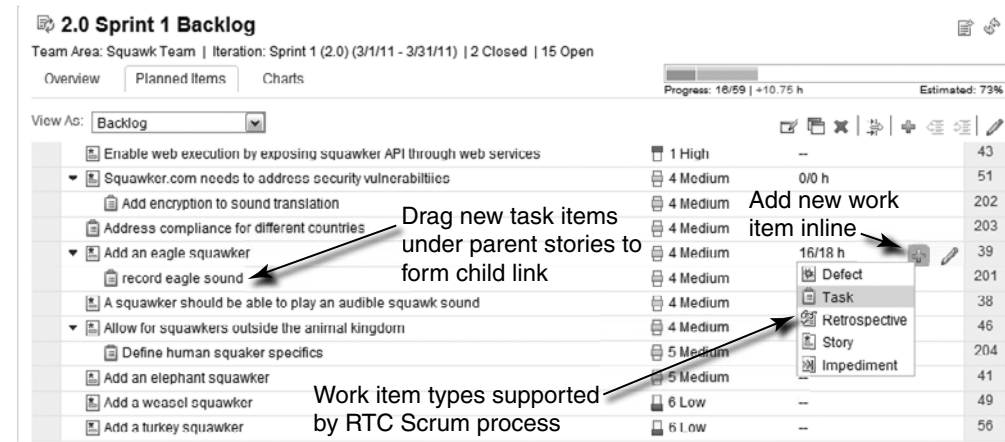 2.0 Sprint 1 Backlog
Team Area: Squawk Team | Iteration: Sprint 1 (2.0) (3/1/11 - 3/31/11) | 2 Closed | 15 Open
Overview Planned Items Charts
Progress: 16/59 | +10.75 h Estimated: 73%
View As: Backlog
Enable web execution by exposing squawker API through web services 1 High -- 43
Squawker.com needs to address security vulnerabiltiies 4 Medium 0/0 h 51
Add encryption to sound translation 4 Medium 202
Address compliance for different countries 4 Medium 203
Add an eagle squawker 4 Medium 16/18 h 39
record eagle sound 4 Medium 201
A squawker should be able to play an audible squawk sound 4 Medium 38
Allow for squawkers outside the animal kingdom 4 Medium 46
Define human squaker specifics 5 Medium 204
Add an elephant squawker 5 Medium -- 41
Add a weasel squawker 6 Low -- 49
Add a turkey squawker 6 Low -- 56
Drag new task items
under parent stories to
form child link
Add new work
item inline
Defect
Task
Retrospective
Story
Impediment
Work item types supported
by RTC Scrum process